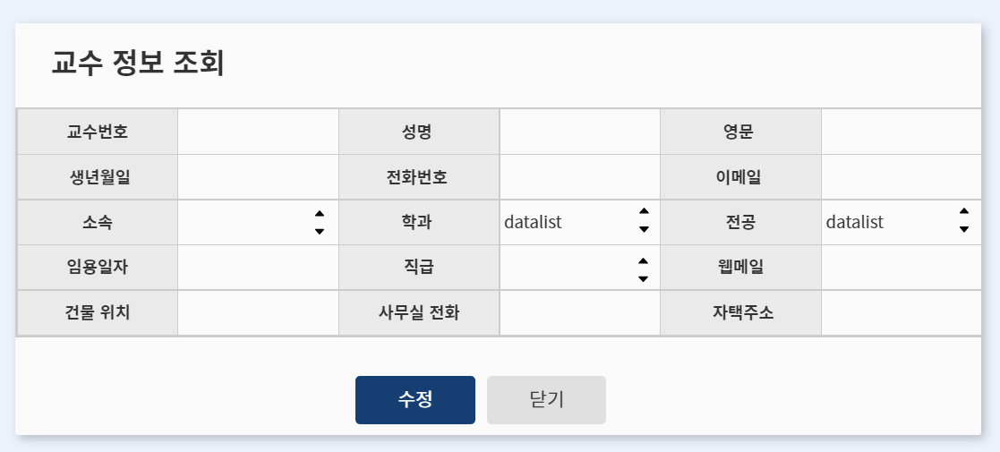 교수 정보 조회
교수번호 성명 영문
생년월일 전화번호 이메일
소속 학과 datalist 전공 datalist
임용일자 직급 웹메일
건물 위치 사무실 전화 자택주소
수정 닫기